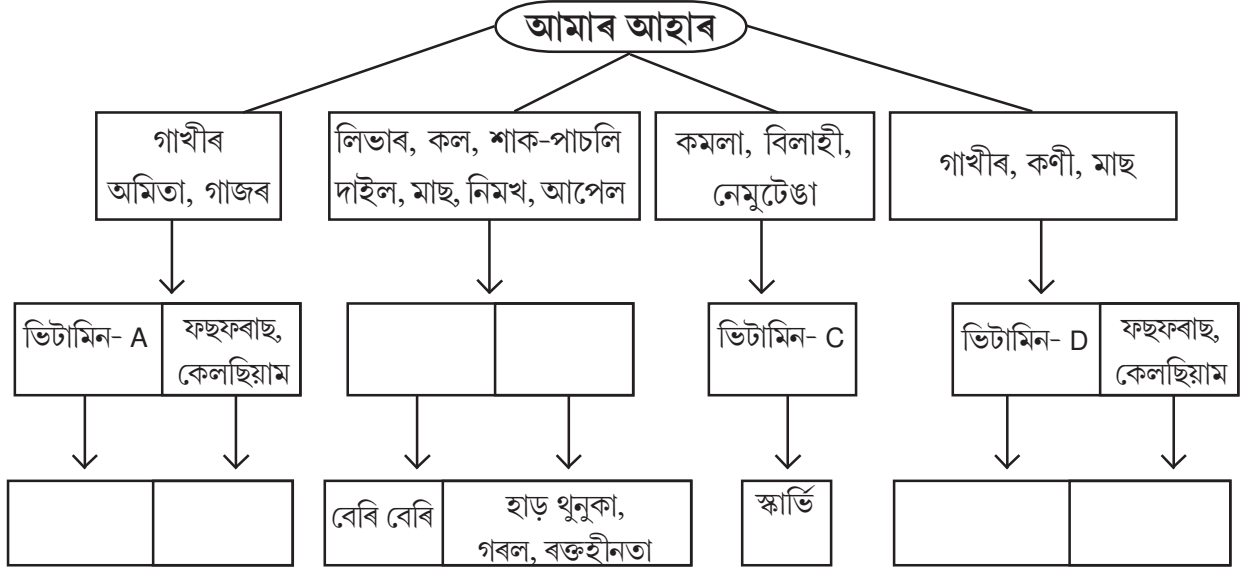 আমাৰ আহাৰ
গাখীৰ
অমিতা, গাজৰ
লিভাৰ, কল, শাক-পাচলি
দাইল, মাছ, নিমখ, আপেল
কমলা, বিলাহী,
নেমুটেঙা
গাখীৰ, কণী, মাছ
ভিটামিন- A
ফছফৰাছ,
কেলছিয়াম
ভিটামিন- C
ভিটামিন- D
ফছফৰাছ,
কেলছিয়াম
বেৰি বেৰি
হাড় থুনুকা,
গৰল, ৰক্তহীনতা
স্কাৰ্ভি